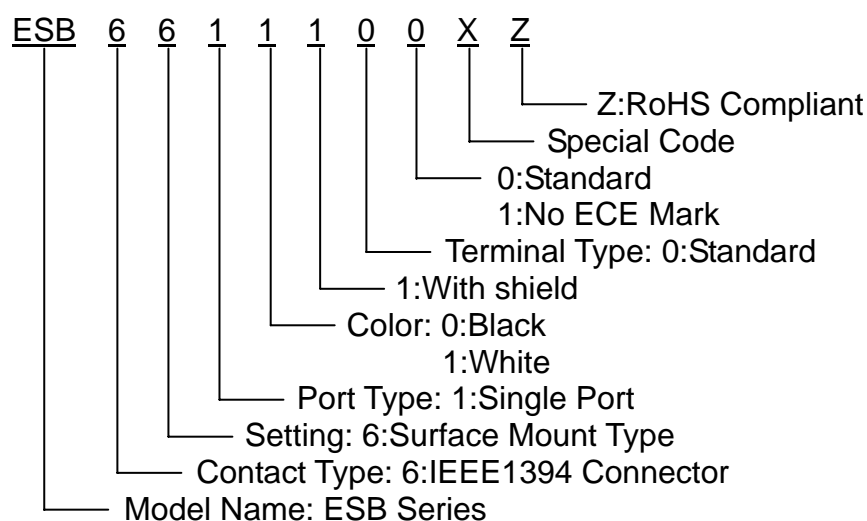 ESB 6 6 1 1 1 0 0 X Z
Z:RoHS Compliant
Special Code
0:Standard
1:No ECE Mark
Terminal Type: 0:Standard
1:With shield
Color: 0:Black
1:White
Port Type: 1:Single Port
Setting: 6:Surface Mount Type
Contact Type: 6:IEEE1394 Connector
Model Name: ESB Series